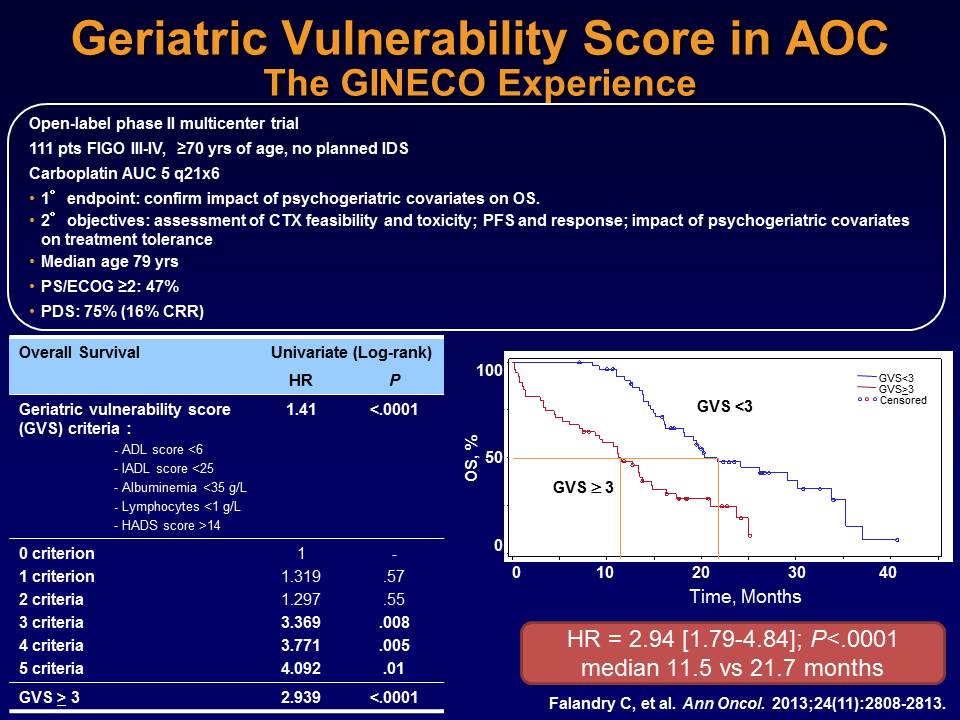 Geriatric Vulnerability Score in AOC
The GINECO Experience
Open-label phase II multicenter trial
111 pts FIGO III-IV, ≥70 yrs of age, no planned IDS
Carboplatin AUC 5 q21x6
• 1° endpoint: confirm impact of psychogeriatric covariates on OS.
• 2° objectives: assessment of CTX feasibility and toxicity; PFS and response; impact of psychogeriatric covariates
on treatment tolerance
• Median age 79 yrs
• PS/ECOG ≥2: 47%
• PDS: 75% (16% CRR)
Overall Survival Univariate (Log-rank)
HR P
Geriatric vulnerability score 1.41 <.0001
(GVS) criteria :
- ADL score <6
- IADL score <25
- Albuminemia <35 g/L
- Lymphocytes <1 g/L
- HADS score >14
0 criterion 1 -
1 criterion 1.319 .57
2 criteria 1.297 .55
3 criteria 3.369 .008
4 criteria 3.771 .005
5 criteria 4.092 .01
GVS ≥ 3 2.939 <.0001
OS, %
100
50
0
GVS<3
GVS≥3
Censored
GVS <3
GVS ≥ 3
0 10 20 30 40
Time, Months
HR = 2.94 [1.79-4.84]; P<.0001
median 11.5 vs 21.7 months
Falandry C, et al. Ann Oncol. 2013;24(11):2808-2813.